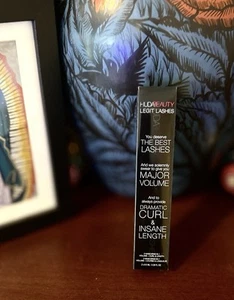 HUDABEAUTY
LEGIT LASHES
You deserve
THE BEST
LASHES
And we solemnly
swear to give you
MAJOR
VOLUME
And to
always provide
DRAMATIC
CURL
&
INSANE
LENGTH